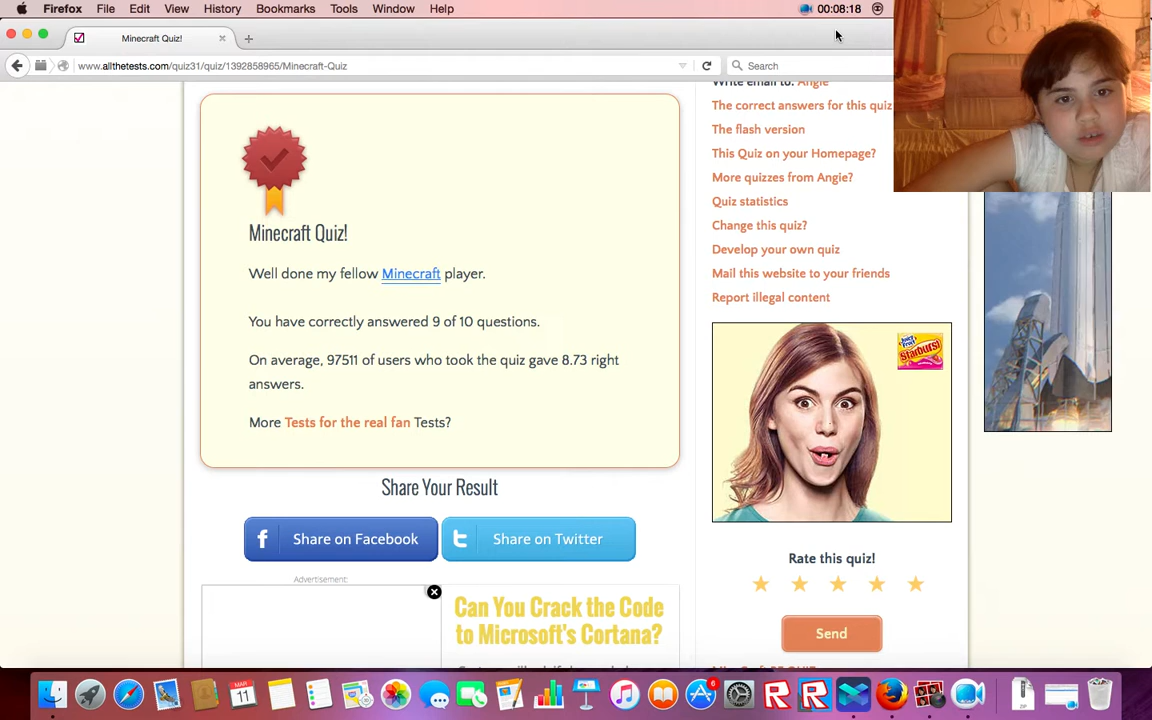 Firefox File Edit View History Bookmarks Tools Window Help 00:08:18
Minecraft Quiz!
www.allthetests.com/quiz31/quiz/1392858965/Minecraft-Quiz
Search
Minecraft Quiz!
Well done my fellow Minecraft player.
You have correctly answered 9 of 10 questions.
On average, 97511 of users who took the quiz gave 8.73 right
answers.
More Tests for the real fan Tests?
Share Your Result
Share on Facebook
Share on Twitter
Advertisement:
Can You Crack the Code
to Microsoft's Cortana?
Write email to: Angie
The correct answers for this quiz
The flash version
This Quiz on your Homepage?
More quizzes from Angie?
Quiz statistics
Change this quiz?
Develop your own quiz
Mail this website to your friends
Report illegal content
Juicy Fruit
Starburst
Rate this quiz!
Send
MAR
11
6